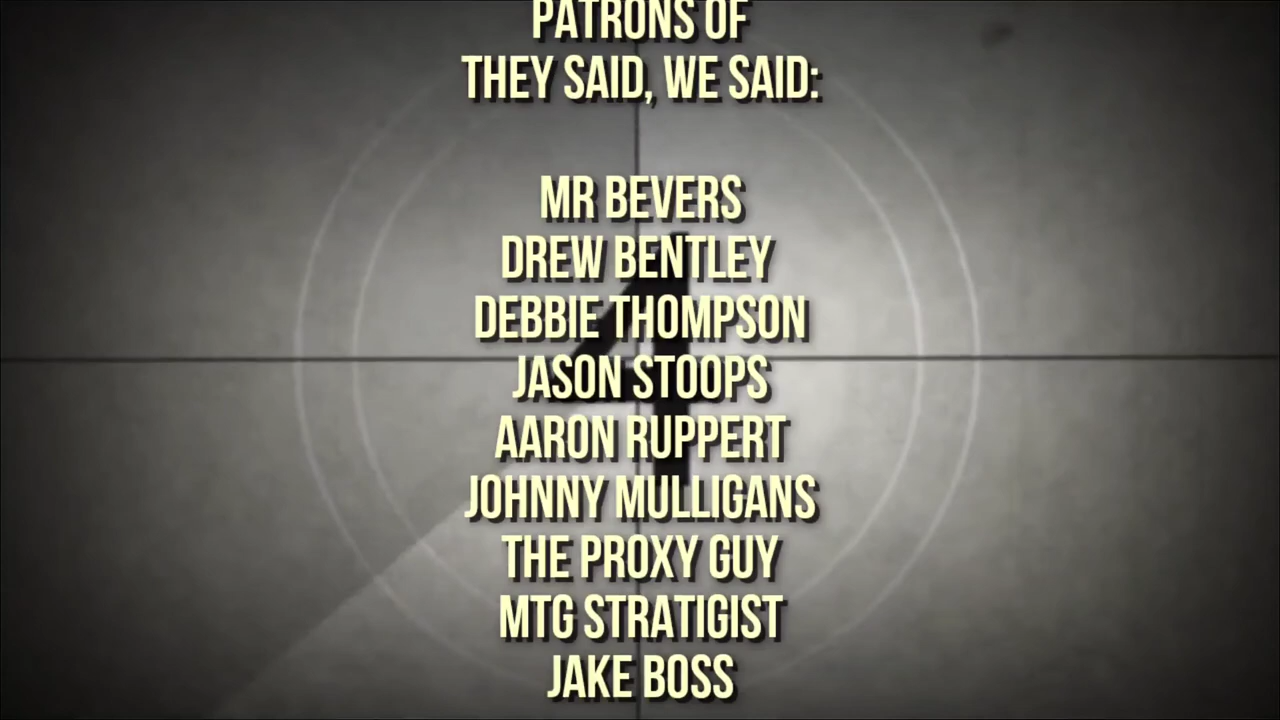 PATRONS OF
THEY SAID, WE SAID:
MR BEVERS
DREW BENTLEY
DEBBIE THOMPSON
JASON STOOPS
AARON RUPPERT
JOHNNY MULLIGANS
THE PROXY GUY
MTG STRATIGIST
JAKE BOSS
4